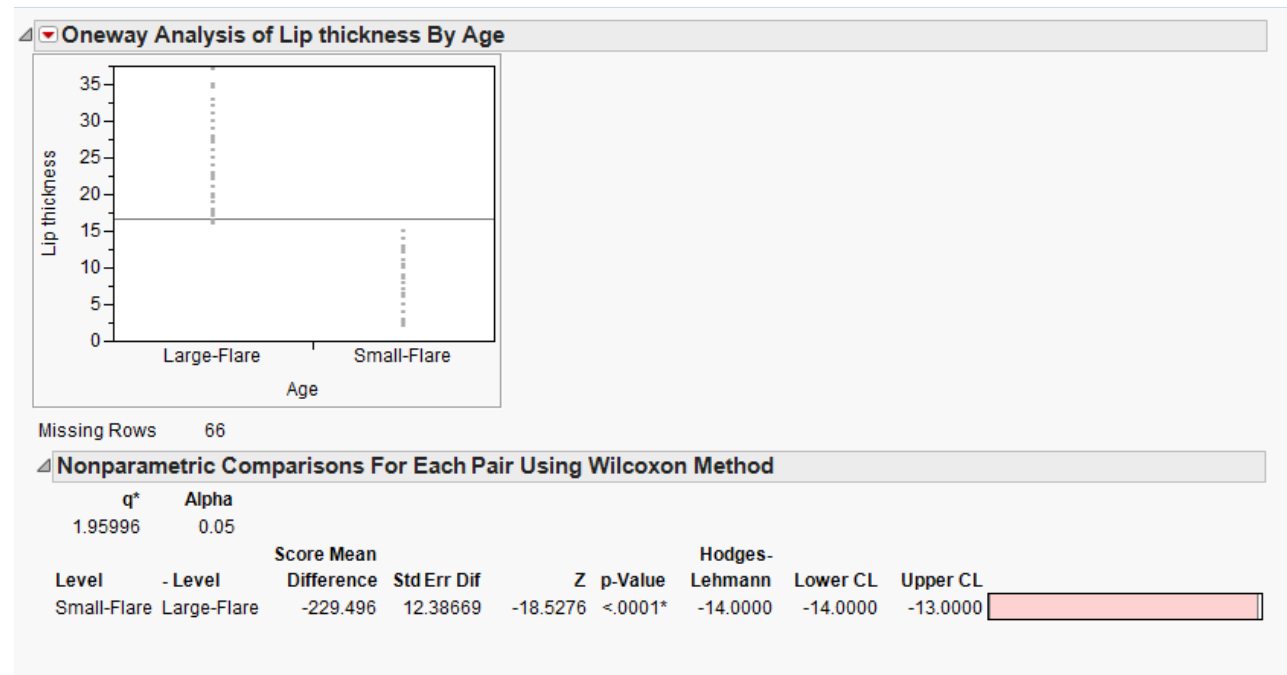 Oneway Analysis of Lip thickness By Age
35
30
25
20
15
10
5
0
Lip thickness
Large-Flare Small-Flare
Age
Missing Rows 66
Nonparametric Comparisons For Each Pair Using Wilcoxon Method
q* Alpha
1.95996 0.05
Score Mean Hodges-
Level - Level Difference Std Err Dif Z p-Value Lehmann Lower CL Upper CL
Small-Flare Large-Flare -229.496 12.38669 -18.5276 <.0001* -14.0000 -14.0000 -13.0000